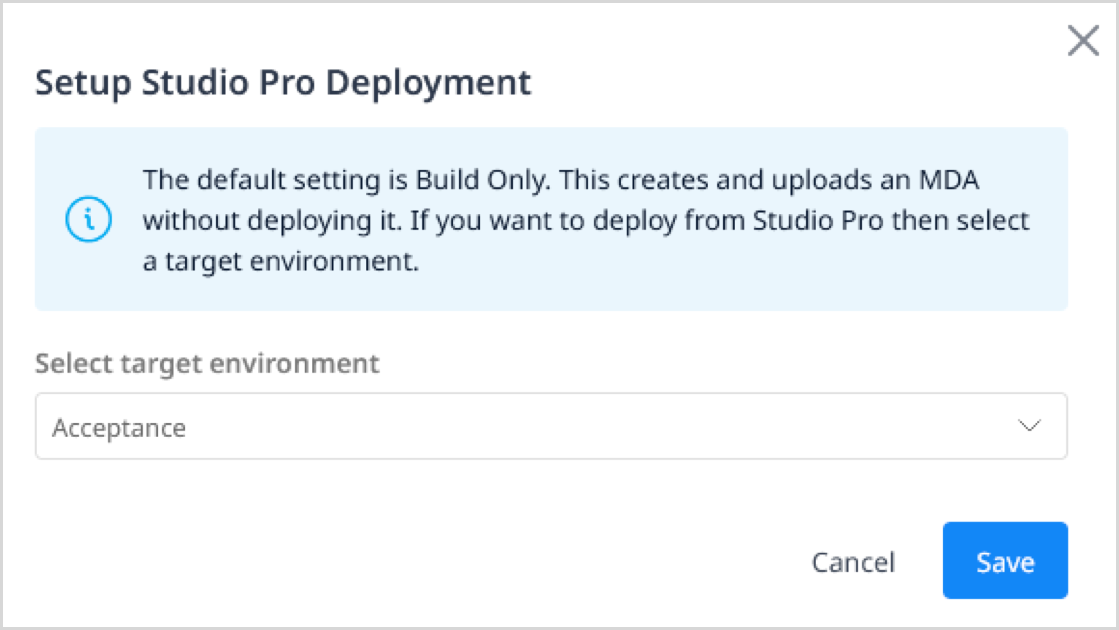 Setup Studio Pro Deployment
The default setting is Build Only. This creates and uploads an MDA
without deploying it. If you want to deploy from Studio Pro then select
a target environment.
Select target environment
Acceptance
Cancel
Save